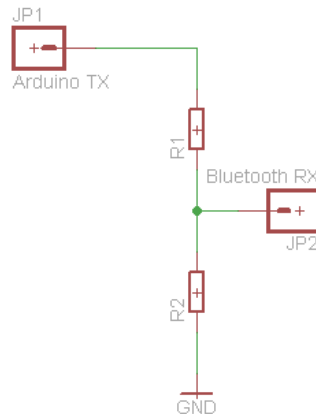 JP1
Arduino TX
R1
Bluetooth RX
JP2
R2
GND